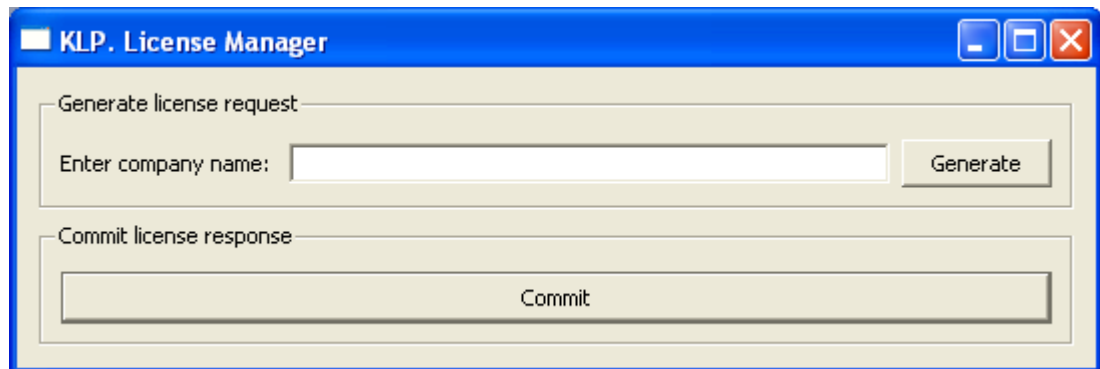 KLP. License Manager
Generate license request
Enter company name: Generate
Commit license response
Commit